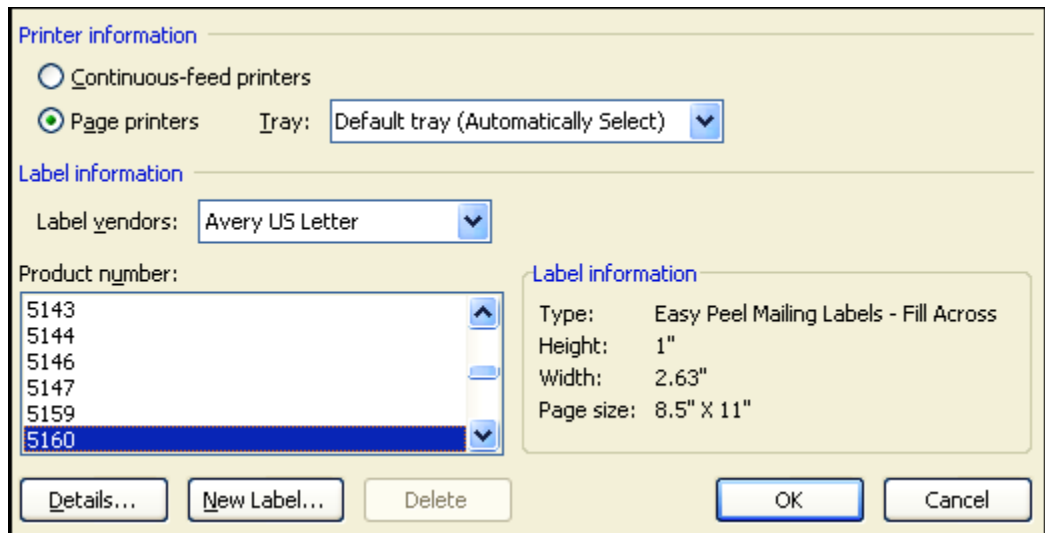 Printer information
Continuous-feed printers
Page printers Tray: Default tray (Automatically Select)
Label information
Label vendors: Avery US Letter
Product number:
5143
5144
5146
5147
5159
5160
Label information
Type: Easy Peel Mailing Labels - Fill Across
Height: 1"
Width: 2.63"
Page size: 8.5" X 11"
Details... New Label... Delete OK Cancel